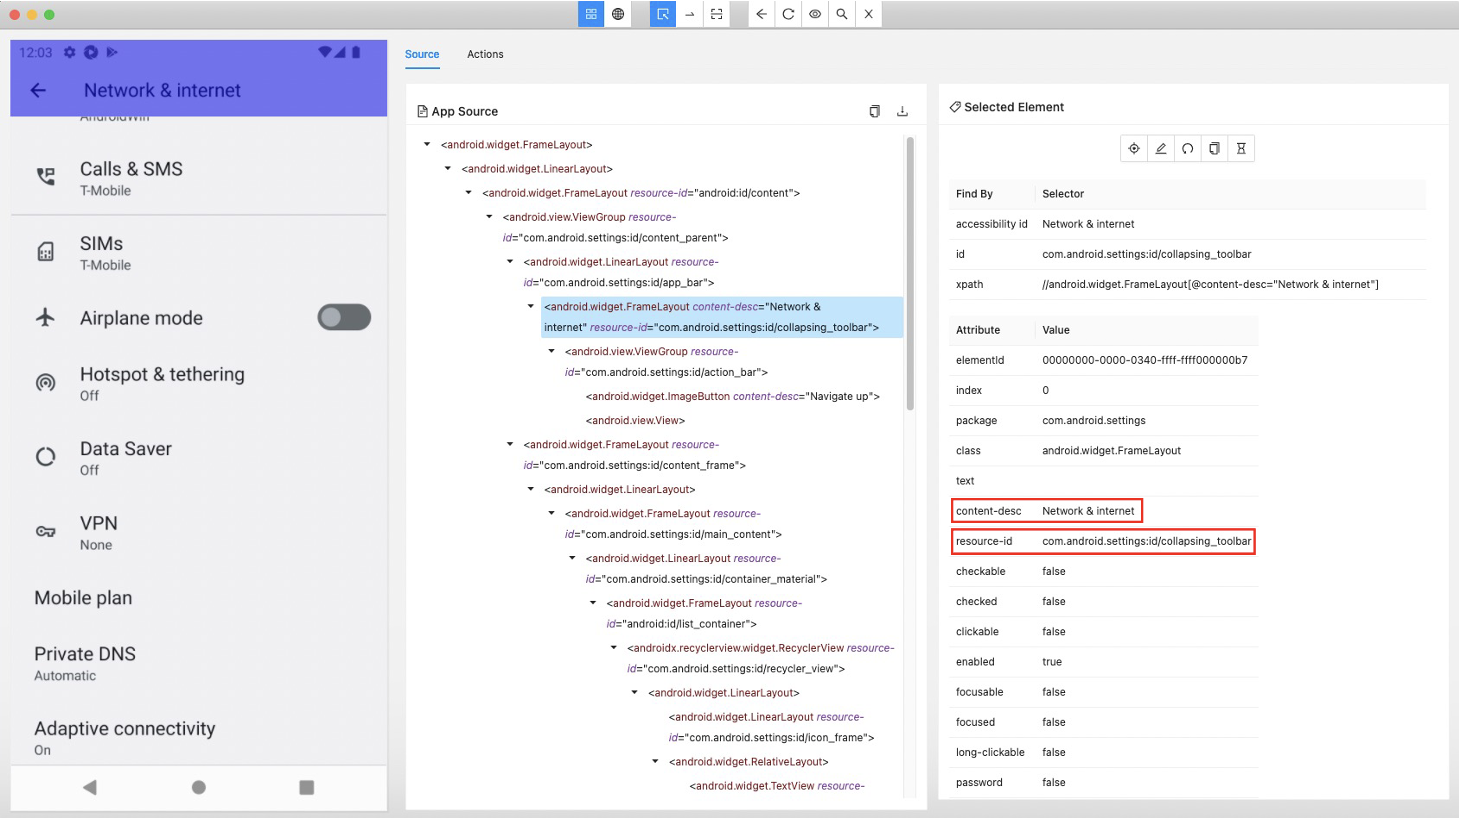 12:03
Network & internet
AndroidWifi
Calls & SMS
T-Mobile
SIMs
T-Mobile
Airplane mode
Hotspot & tethering
Off
Data Saver
Off
VPN
None
Mobile plan
Private DNS
Automatic
Adaptive connectivity
On
Source Actions
App Source
<android.widget.FrameLayout>
<android.widget.LinearLayout>
<android.widget.FrameLayout resource-id="android:id/content">
<android.view.ViewGroup resource-
id="com.android.settings:id/content_parent">
<android.widget.LinearLayout resource-
id="com.android.settings:id/app_bar">
<android.widget.FrameLayout content-desc="Network &
internet" resource-id="com.android.settings:id/collapsing_toolbar">
<android.view.ViewGroup resource-
id="com.android.settings:id/action_bar">
<android.widget.ImageButton content-desc="Navigate up">
<android.view.View>
<android.widget.FrameLayout resource-
id="com.android.settings:id/content_frame">
<android.widget.LinearLayout>
<android.widget.FrameLayout resource-
id="com.android.settings:id/main_content">
<android.widget.LinearLayout resource-
id="com.android.settings:id/container_material">
<android.widget.FrameLayout resource-
id="android:id/list_container">
<androidx.recyclerview.widget.RecyclerView resource-
id="com.android.settings:id/recycler_view">
<android.widget.LinearLayout>
<android.widget.LinearLayout resource-
id="com.android.settings:id/icon_frame">
<android.widget.RelativeLayout>
<android.widget.TextView resource-
Selected Element
Find By Selector
accessibility id Network & internet
id com.android.settings:id/collapsing_toolbar
xpath //android.widget.FrameLayout[@content-desc="Network & internet"]
Attribute Value
elementId 00000000-0000-0340-ffff-ffff000000b7
index 0
package com.android.settings
class android.widget.FrameLayout
text
content-desc Network & internet
resource-id com.android.settings:id/collapsing_toolbar
checkable false
checked false
clickable false
enabled true
focusable false
focused false
long-clickable false
password false